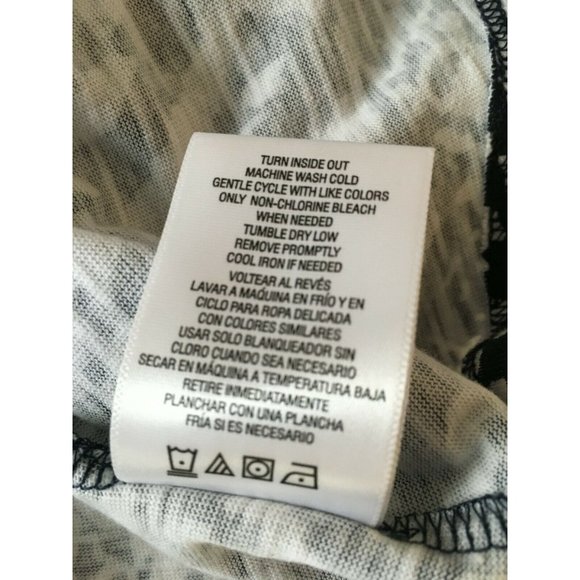 TURN INSIDE OUT
MACHINE WASH COLD
GENTLE CYCLE WITH LIKE COLORS
ONLY NON-CHLORINE BLEACH
WHEN NEEDED
TUMBLE DRY LOW
REMOVE PROMPTLY
COOL IRON IF NEEDED
VOLTEAR AL REVÉS
LAVAR A MÁQUINA EN FRÍO Y EN
CICLO PARA ROPA DELICADA
CON COLORES SIMILARES
USAR SOLO BLANQUEADOR SIN
CLORO CUANDO SEA NECESARIO
SECAR EN MÁQUINA A TEMPERATURA BAJA
RETIRE INMEDIATAMENTE
PLANCHAR CON UNA PLANCHA
FRÍA SI ES NECESARIO